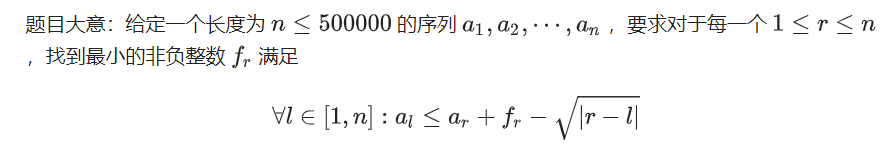 题目大意：给定一个长度为 n ≤ 500000 的序列 a₁, a₂, ⋯, aₙ ，要求对于每一个 1 ≤ r ≤ n
，找到最小的非负整数 fᵣ 满足
∀l ∈ [1, n] : aₗ ≤ aᵣ + fᵣ − √|r − l|